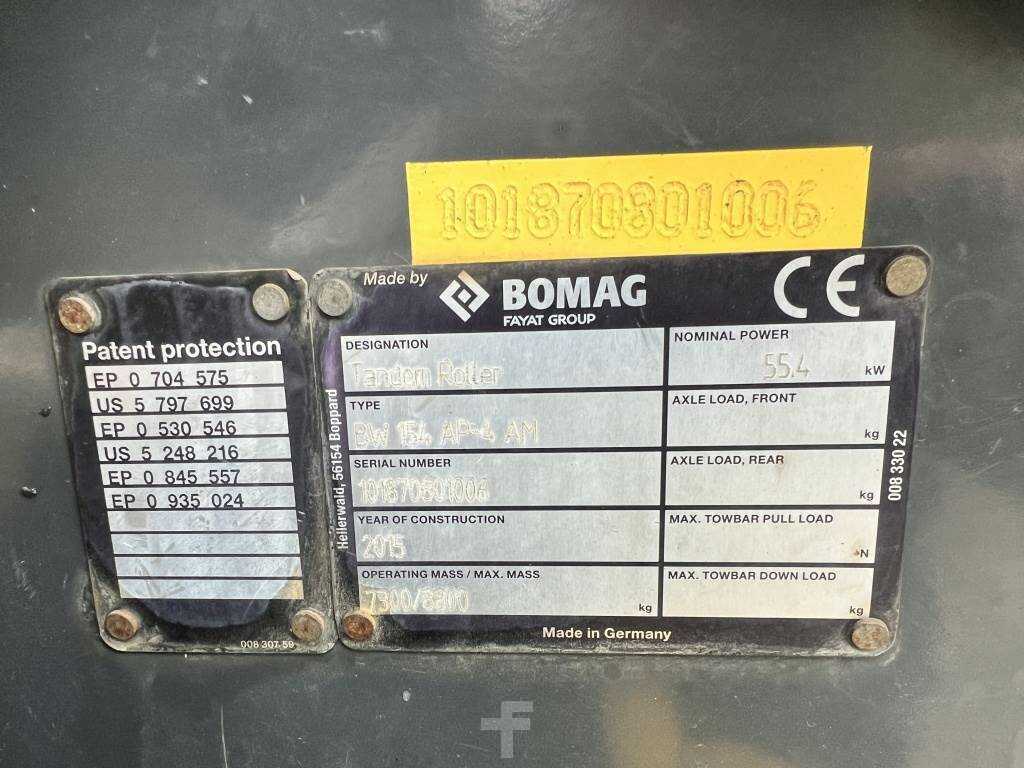 101870801006
Patent protection
EP 0 704 575
US 5 797 699
EP 0 530 546
US 5 248 216
EP 0 845 557
EP 0 935 024
008 307 59
Made by BOMAG CE
FAYAT GROUP
Hellerwald, 56154 Boppard
DESIGNATION
Tandem Roller
NOMINAL POWER
55.4 kW
TYPE
BW 154 AP-4 AM
AXLE LOAD, FRONT
kg
SERIAL NUMBER
101870801006
AXLE LOAD, REAR
kg
YEAR OF CONSTRUCTION
2015
MAX. TOWBAR PULL LOAD
N
OPERATING MASS / MAX. MASS
7300/8300 kg
MAX. TOWBAR DOWN LOAD
kg
008 330 22
Made in Germany